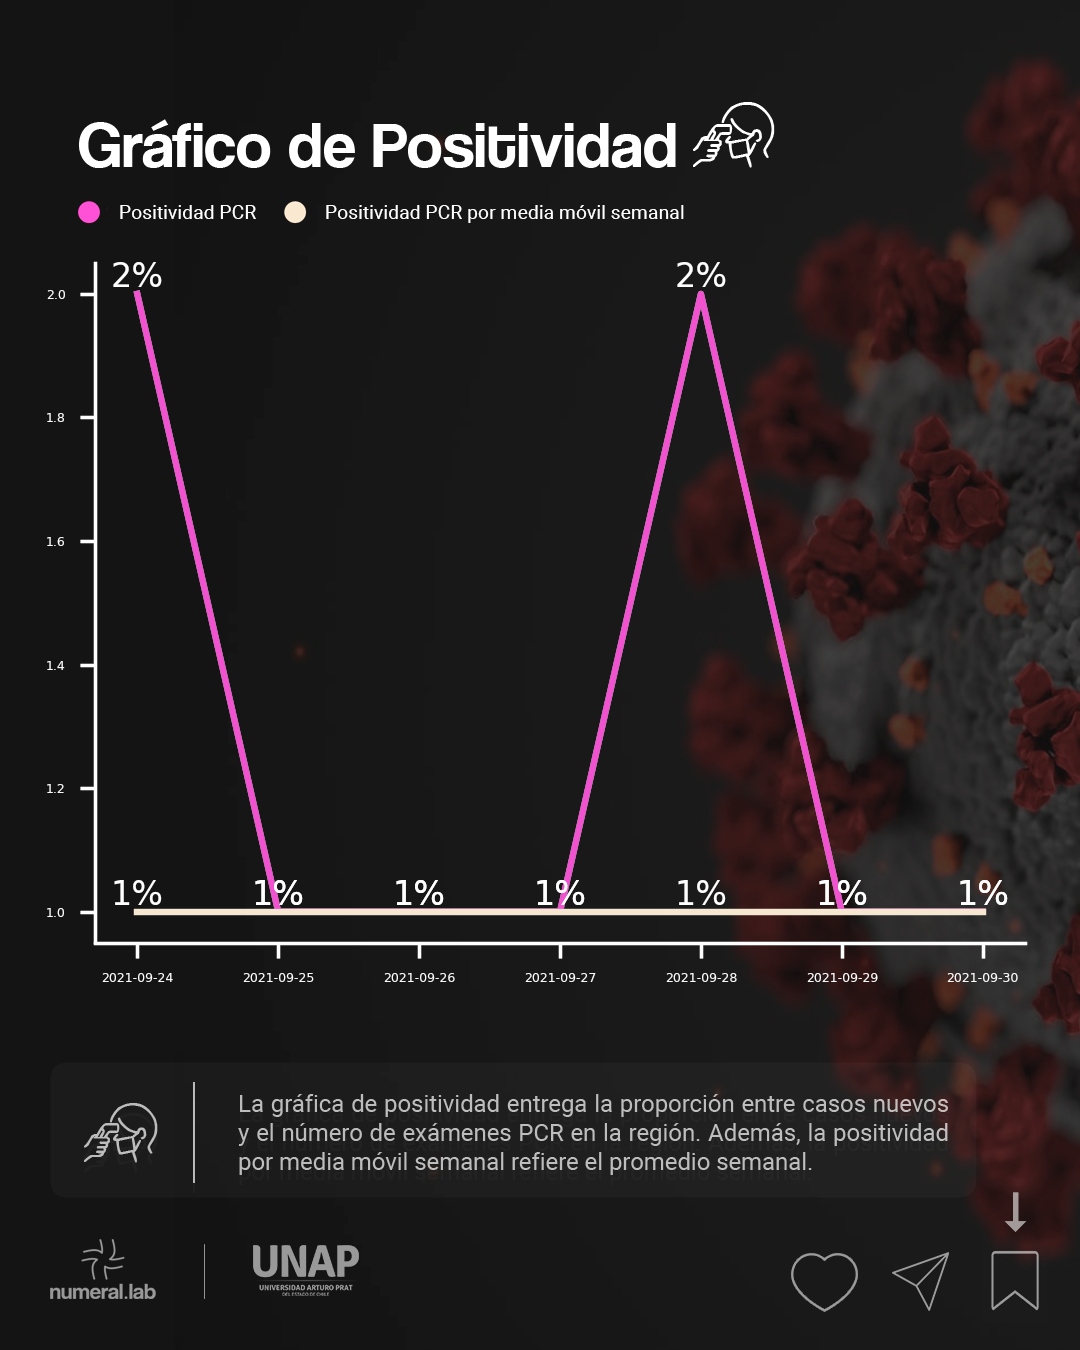 Gráfico de Positividad
Positividad PCR Positividad PCR por media móvil semanal
2% 2%
2.0
1.8
1.6
1.4
1.2
1% 1% 1% 1% 1% 1% 1%
1.0
2021-09-24 2021-09-25 2021-09-26 2021-09-27 2021-09-28 2021-09-29 2021-09-30
La gráfica de positividad entrega la proporción entre casos nuevos
y el número de exámenes PCR en la región. Además, la positividad
por media móvil semanal refiere el promedio semanal.
numeral.lab
UNAP
UNIVERSIDAD ARTURO PRAT
DEL ESTADO DE CHILE